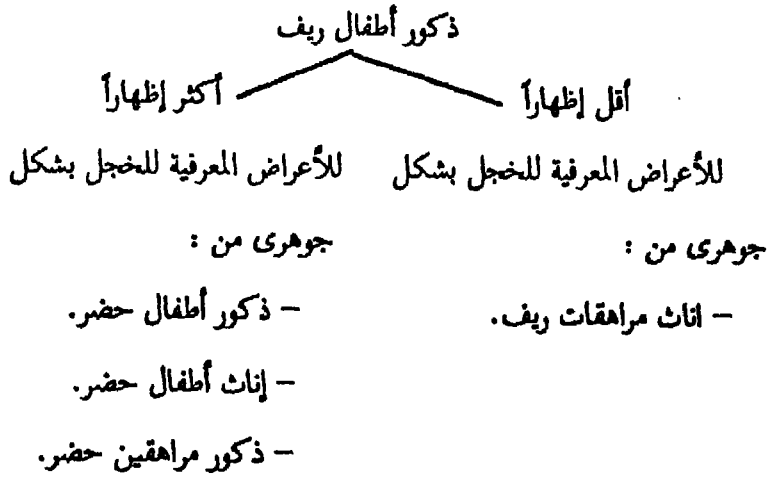 ذكور أطفال ريف
أقل إظهاراً
للأعراض المعرفية للخجل بشكل
جوهرى من :
– اناث مراهقات ريف.
أكثر إظهاراً
للأعراض المعرفية للخجل بشكل
جوهرى من :
– ذكور أطفال حضر.
– إناث أطفال حضر.
– ذكور مراهقين حضر.